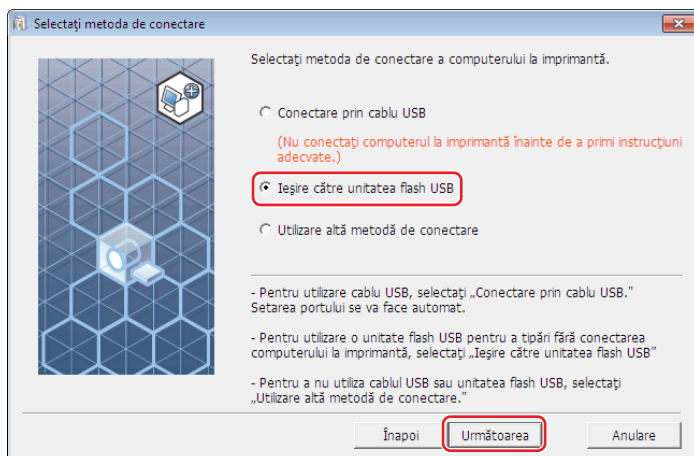 Selectați metoda de conectare
Selectați metoda de conectare a computerului la imprimantă.
Conectare prin cablu USB
(Nu conectați computerul la imprimantă înainte de a primi instrucțiuni
adecvate.)
Ieșire către unitatea flash USB
Utilizare altă metodă de conectare
- Pentru utilizare cablu USB, selectați „Conectare prin cablu USB."
Setarea portului se va face automat.
- Pentru utilizare o unitate flash USB pentru a tipări fără conectarea
computerului la imprimantă, selectați „Ieșire către unitatea flash USB”
- Pentru a nu utiliza cablul USB sau unitatea flash USB, selectați
„Utilizare altă metodă de conectare."
Înapoi
Următoarea
Anulare